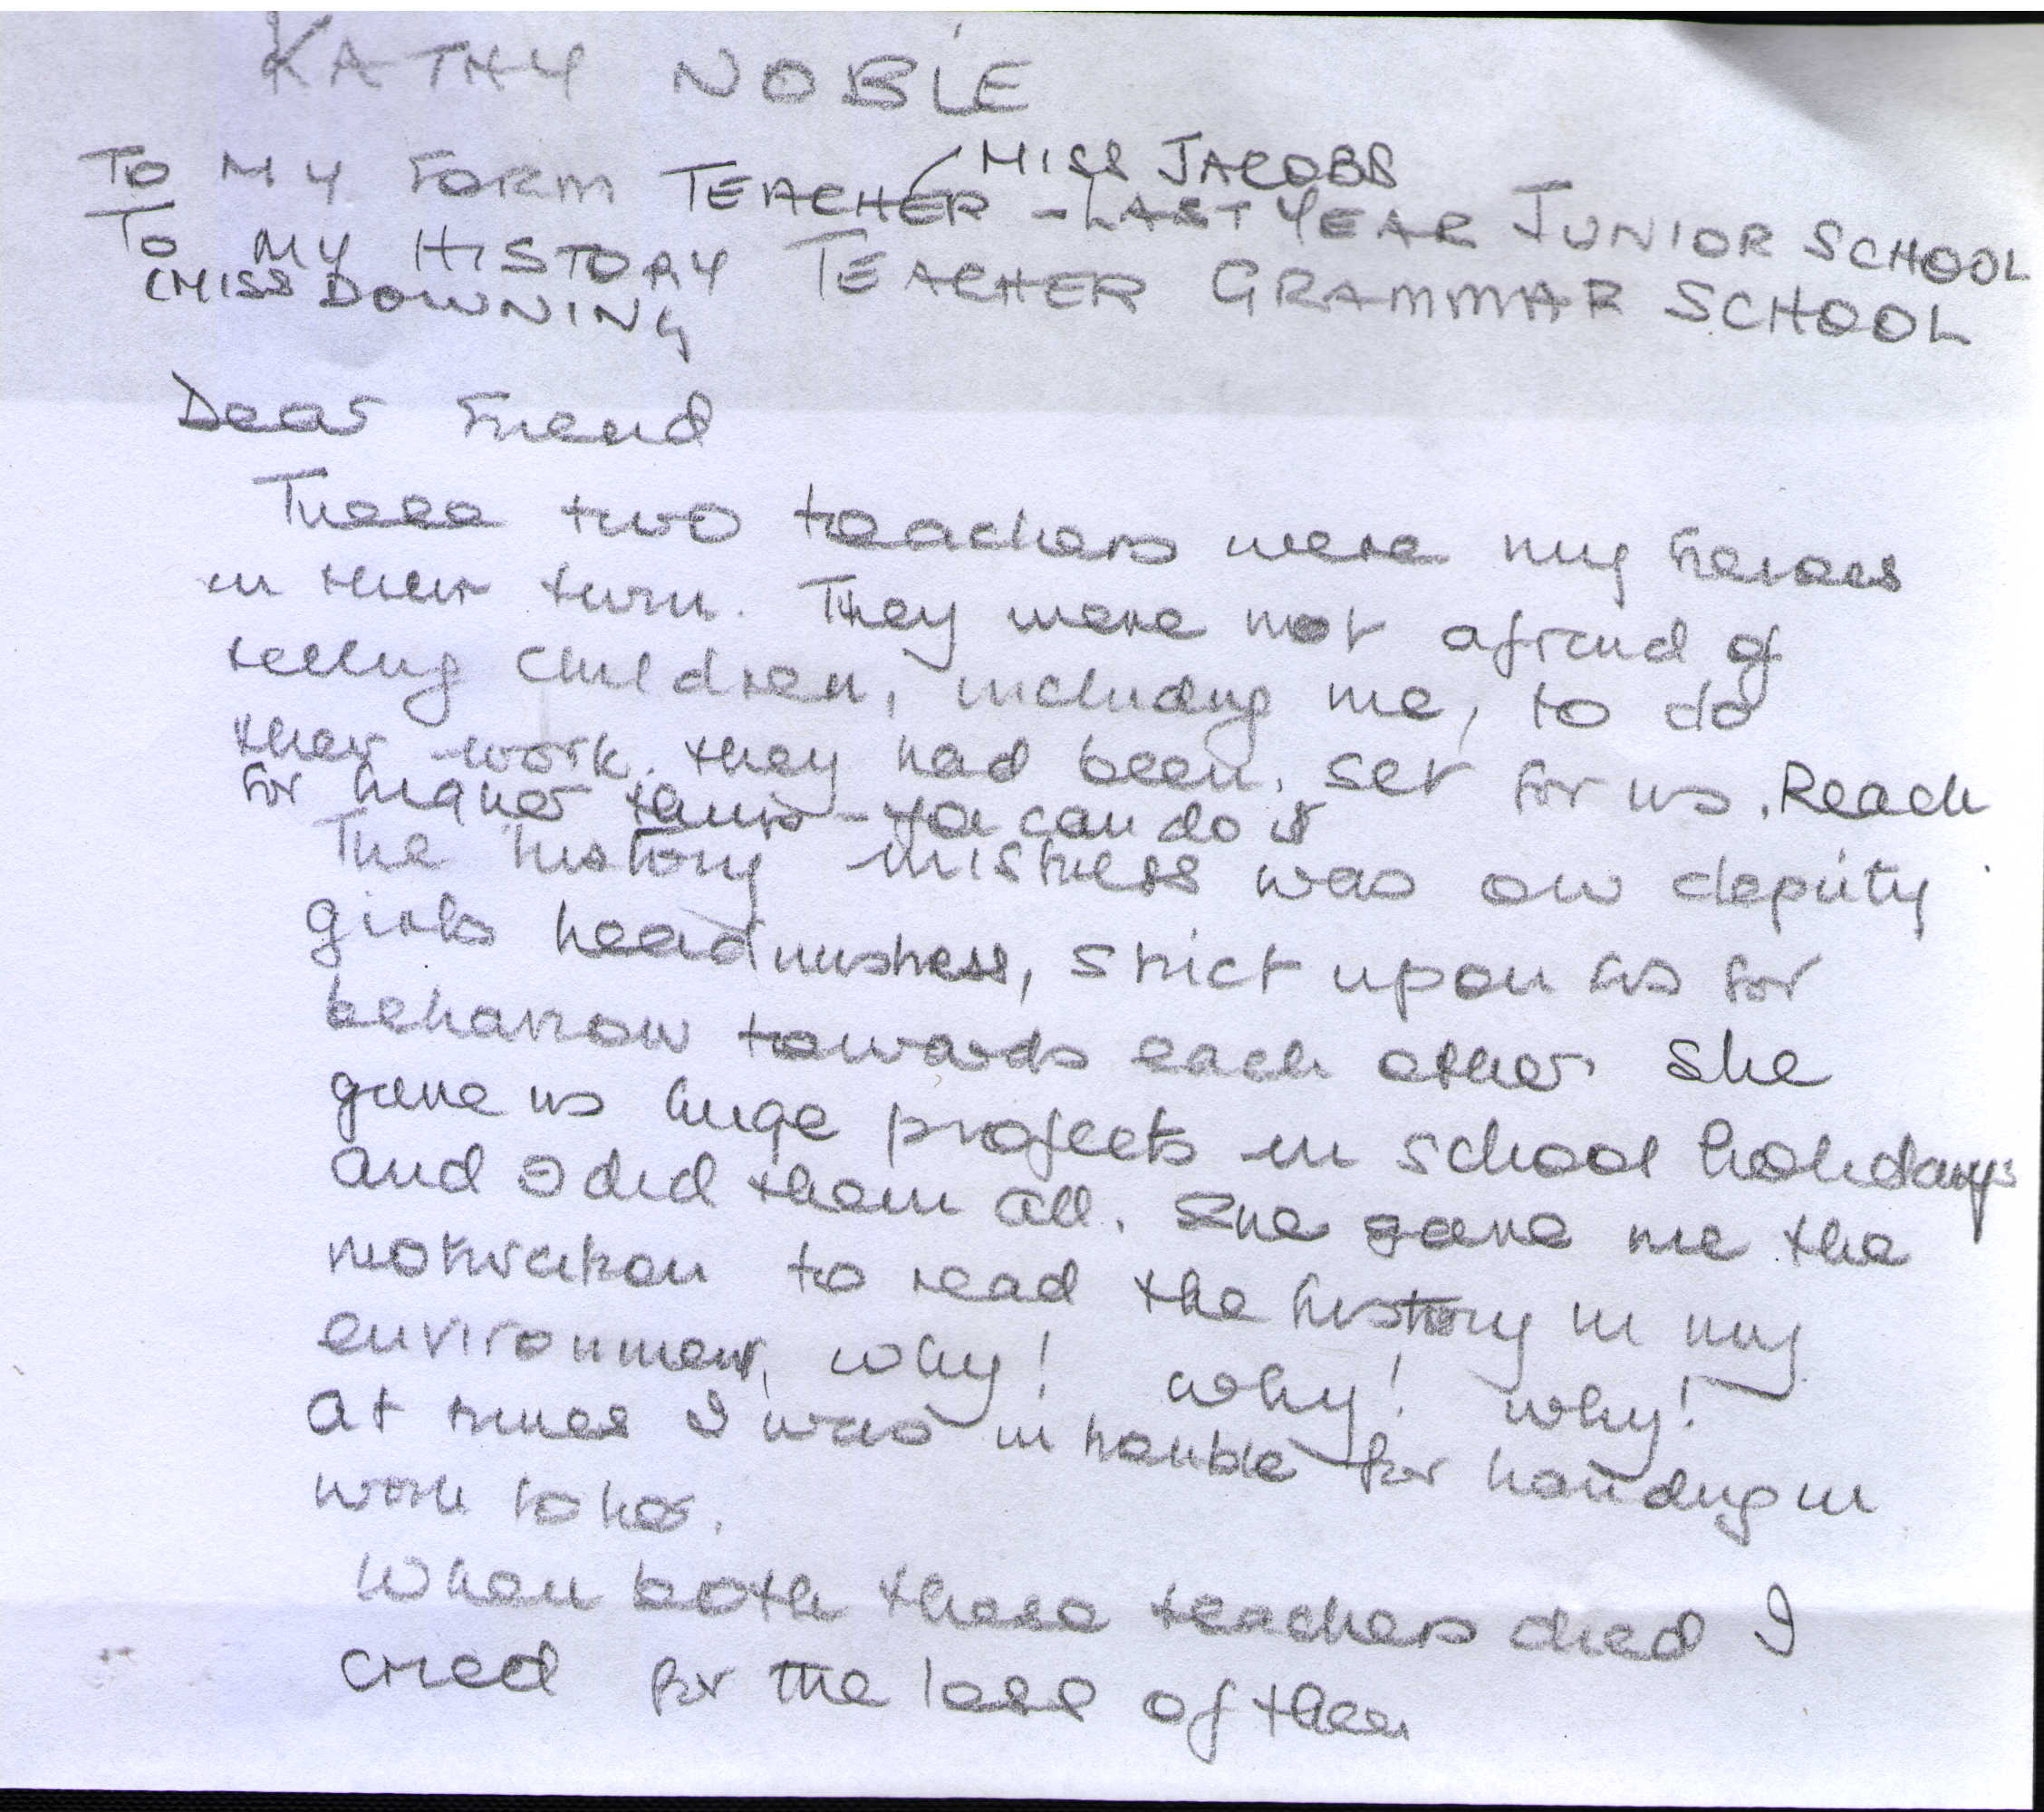 KATHY NOBLE
(MISS JACOBS
TO MY FORM TEACHER - LAST YEAR JUNIOR SCHOOL
TO MY HISTORY TEACHER GRAMMAR SCHOOL
(MISS DOWNING
Dear Friend
These two teachers were my heroes
in their turn. They were not afraid of
telling children, including me, to do
their work they had been set for us. Reach
for higher - you can do it
The history mistress was our deputy
girls headmistress, strict upon us for
behaviour towards each other. She
gave us huge projects in school holidays
and I did them all. She gave me the
motivation to read the history in my
environment, why! why! why!
At times I was in trouble for handing in
work to her.
When both these teachers died I
cried for the loss of them